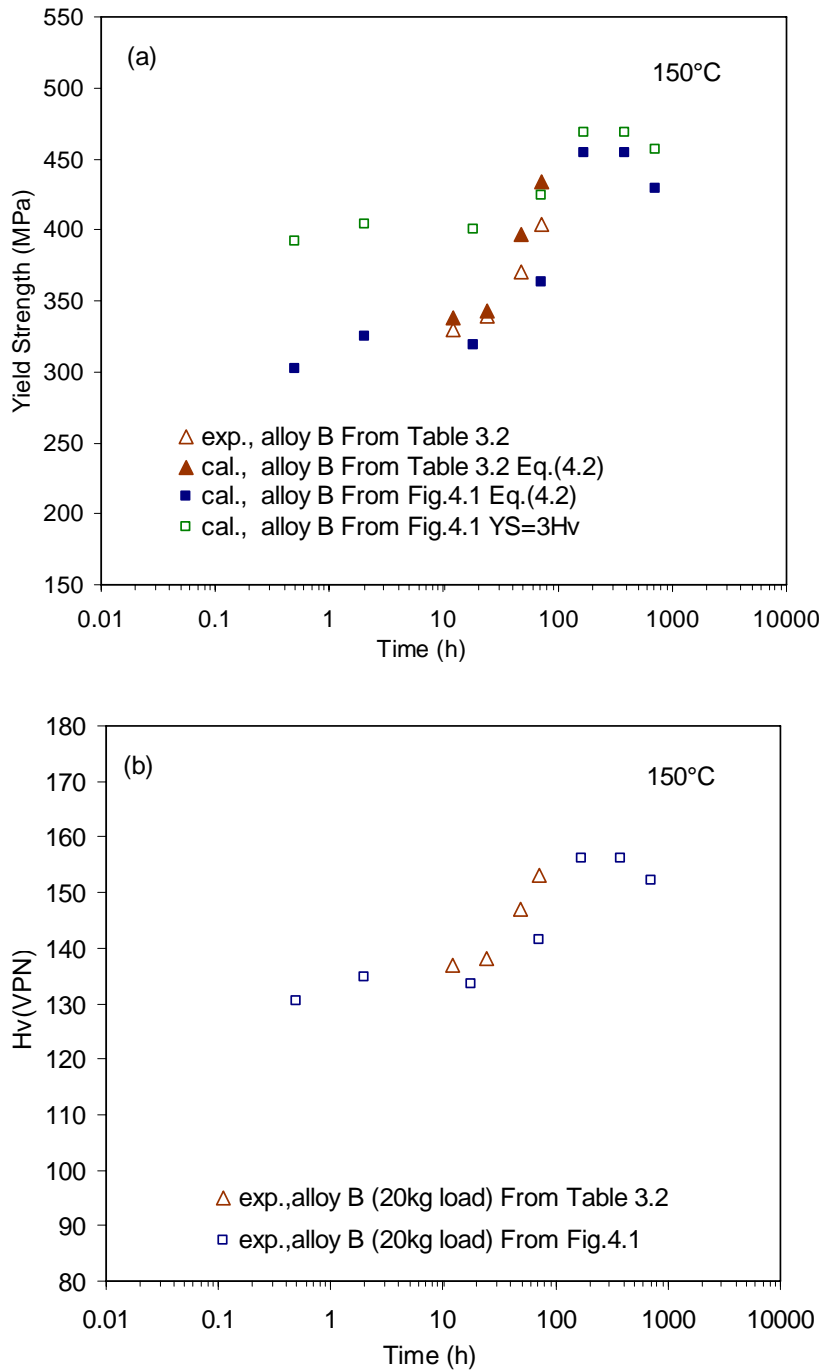 550
(a)
150°C
500
450
400
350
300
250
200
150
Yield Strength (MPa)
exp., alloy B From Table 3.2
cal., alloy B From Table 3.2 Eq.(4.2)
cal., alloy B From Fig.4.1 Eq.(4.2)
cal., alloy B From Fig.4.1 YS=3Hv
0.01 0.1 1 10 100 1000 10000
Time (h)
180
(b)
150°C
170
160
150
140
130
120
110
100
90
80
Hv(VPN)
exp.,alloy B (20kg load) From Table 3.2
exp.,alloy B (20kg load) From Fig.4.1
0.01 0.1 1 10 100 1000 10000
Time (h)